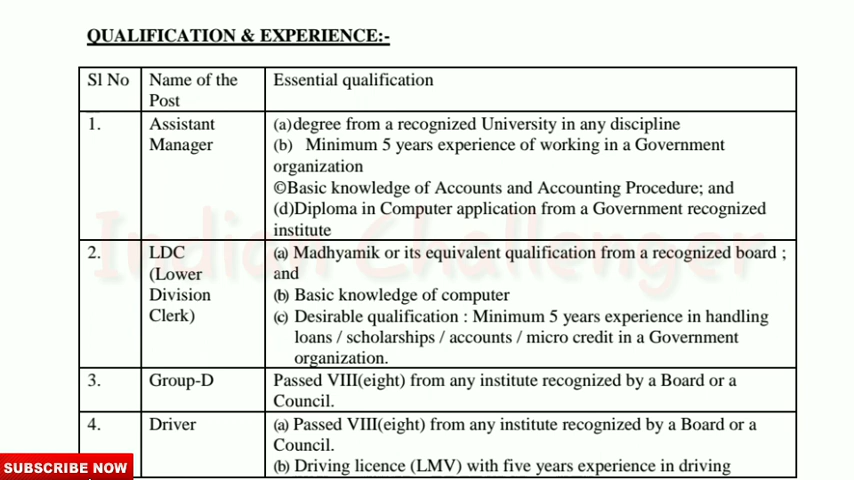 QUALIFICATION & EXPERIENCE:-
Sl No Name of the Post Essential qualification
1. Assistant Manager
(a)degree from a recognized University in any discipline
(b) Minimum 5 years experience of working in a Government
organization
©Basic knowledge of Accounts and Accounting Procedure; and
(d)Diploma in Computer application from a Government recognized
institute
2. LDC
(Lower
Division
Clerk)
(a) Madhyamik or its equivalent qualification from a recognized board ;
and
(b) Basic knowledge of computer
(c) Desirable qualification : Minimum 5 years experience in handling
loans / scholarships / accounts / micro credit in a Government
organization.
3. Group-D
Passed VIII(eight) from any institute recognized by a Board or a
Council.
4. Driver
(a) Passed VIII(eight) from any institute recognized by a Board or a
Council.
(b) Driving licence (LMV) with five years experience in driving
Indian Challenger
SUBSCRIBE NOW